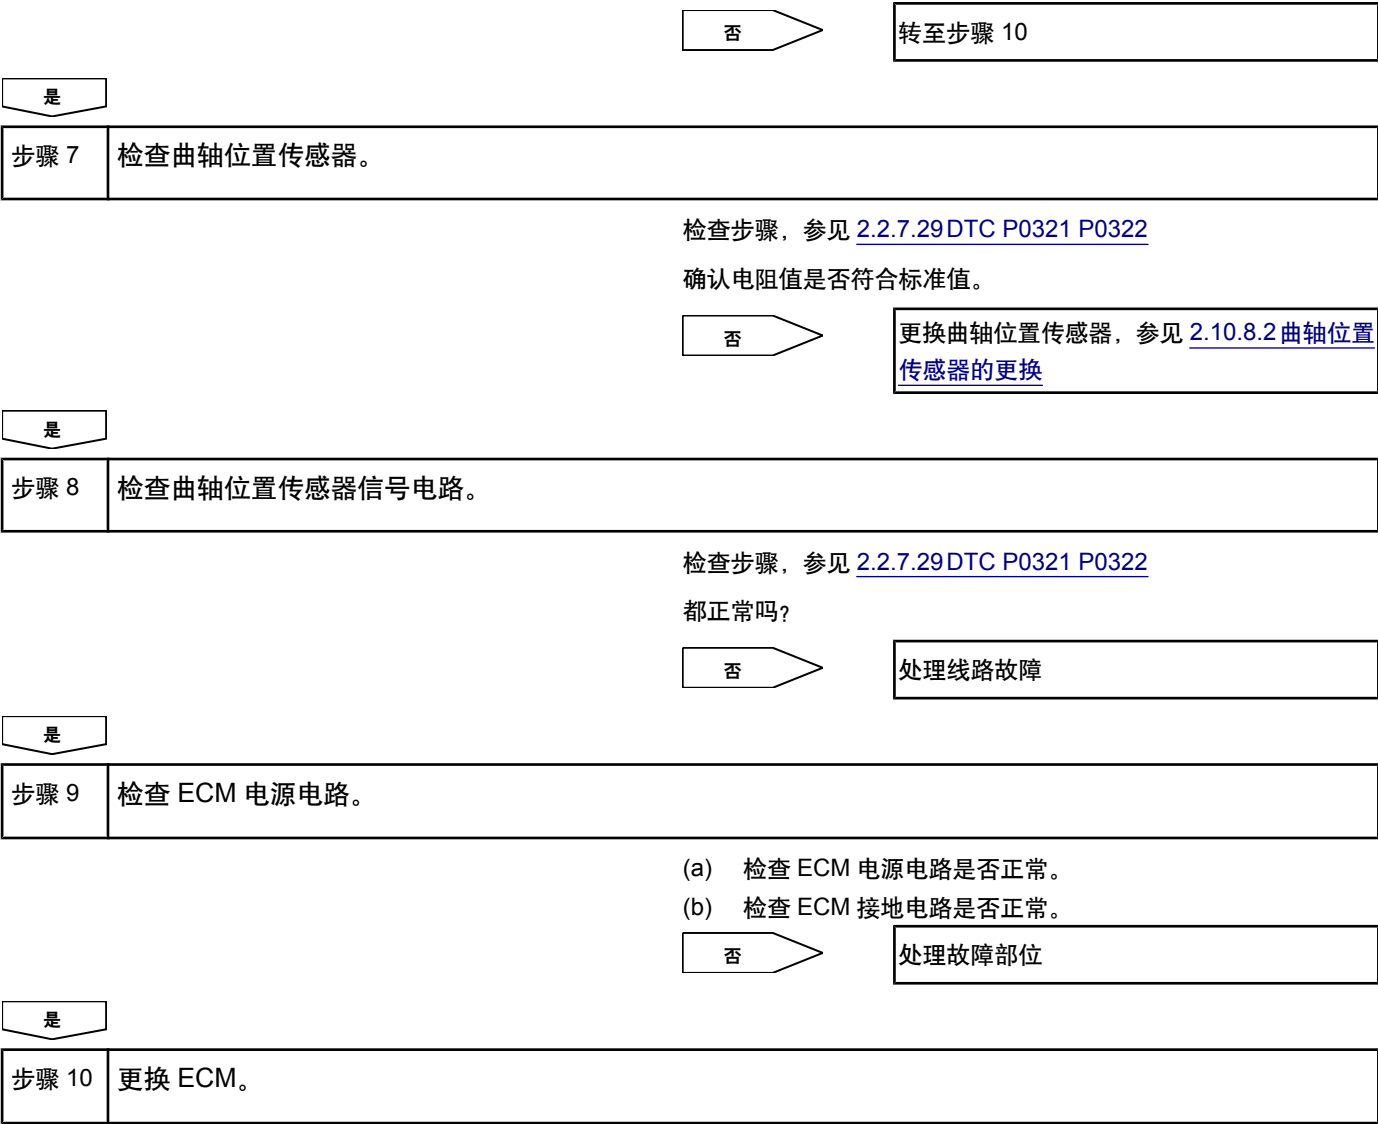 否
转至步骤 10
是
步骤 7 检查曲轴位置传感器。
检查步骤，参见 2.2.7.29 DTC P0321 P0322
确认电阻值是否符合标准值。
否
更换曲轴位置传感器，参见 2.10.8.2 曲轴位置
传感器的更换
是
步骤 8 检查曲轴位置传感器信号电路。
检查步骤，参见 2.2.7.29 DTC P0321 P0322
都正常吗？
否
处理线路故障
是
步骤 9 检查 ECM 电源电路。
(a) 检查 ECM 电源电路是否正常。
(b) 检查 ECM 接地电路是否正常。
否
处理故障部位
是
步骤 10 更换 ECM。